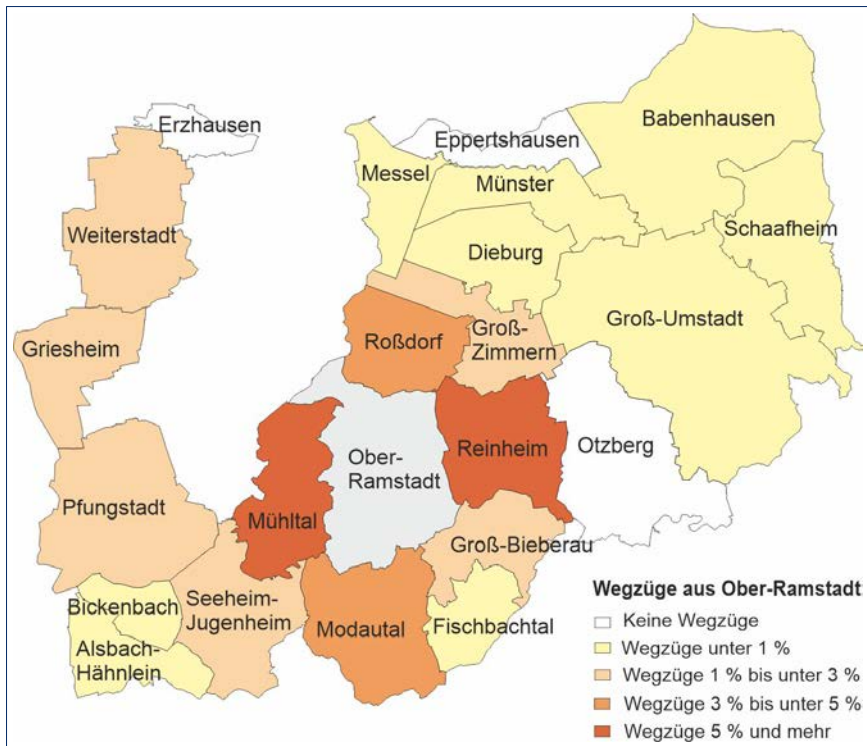 Erzhausen
Eppertshausen
Babenhausen
Messel
Münster
Weiterstadt
Schaafheim
Dieburg
Groß-Umstadt
Griesheim
Roßdorf
Groß-
Zimmern
Reinheim
Otzberg
Ober-
Ramstadt
Pfungstadt
Mühltal
Groß-Bieberau
Bickenbach
Seeheim-
Jugenheim
Modautal
Fischbachtal
Alsbach-
Hähnlein
Wegzüge aus Ober-Ramstadt
Keine Wegzüge
Wegzüge unter 1 %
Wegzüge 1 % bis unter 3 %
Wegzüge 3 % bis unter 5 %
Wegzüge 5 % und mehr